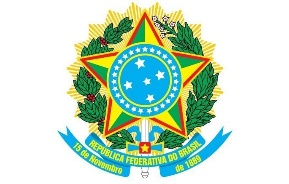 REPÚBLICA FEDERATIVA DO BRASIL
15 de Novembro
de 1889